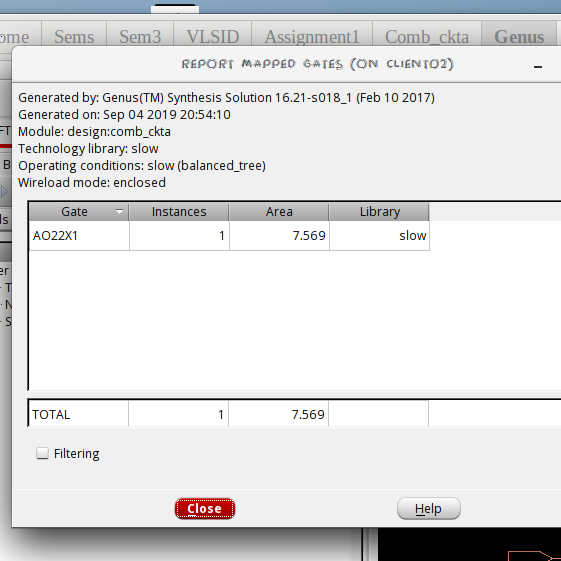 ome Sems Sem3 VLSID Assignment1 Comb_ckta Genus
REPORT MAPPED GATES (ON CLIENT02)
Generated by: Genus(TM) Synthesis Solution 16.21-s018_1 (Feb 10 2017)
Generated on: Sep 04 2019 20:54:10
Module: design:comb_ckta
Technology library: slow
Operating conditions: slow (balanced_tree)
Wireload mode: enclosed
Gate Instances Area Library
AO22X1 1 7.569 slow
TOTAL 1 7.569
Filtering
Close Help
FT
B
ls
er
T
N
S